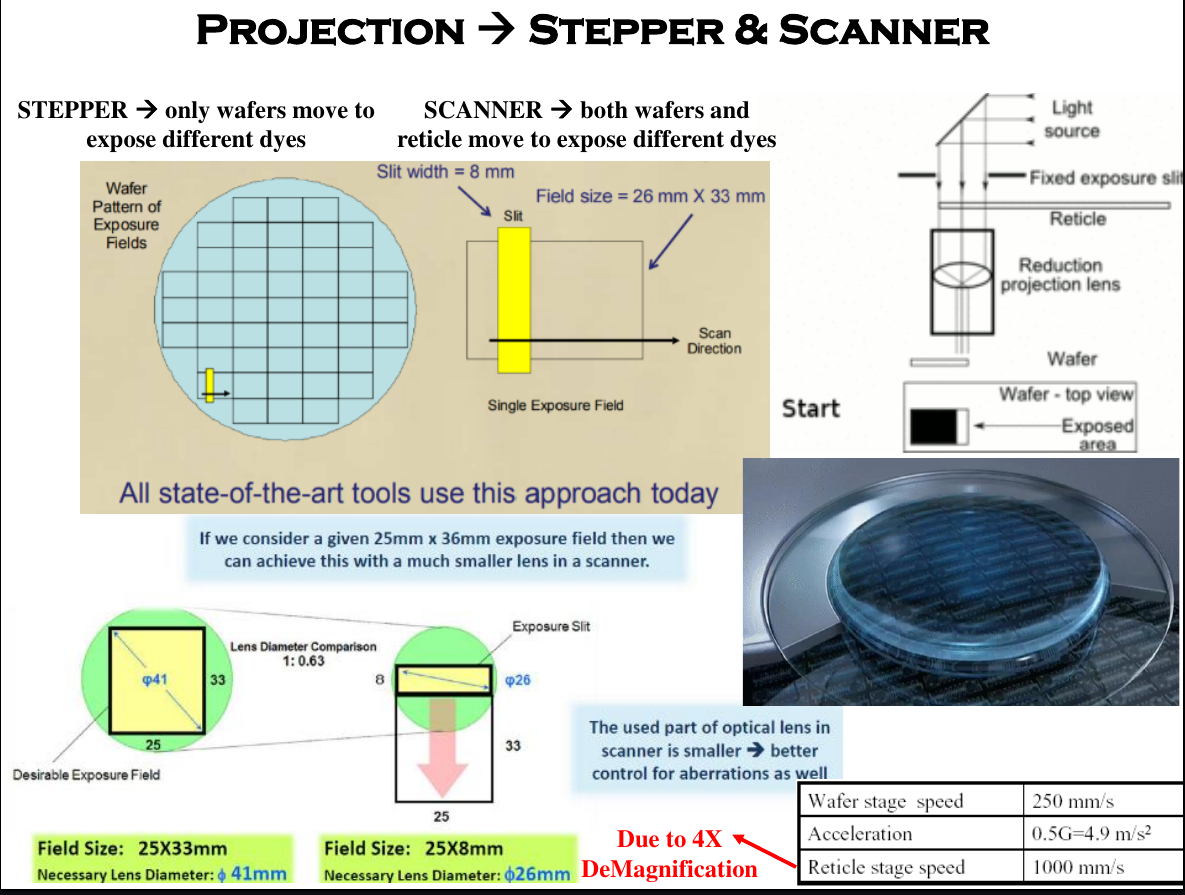 PROJECTION → STEPPER & SCANNER
STEPPER → only wafers move to
expose different dyes
SCANNER → both wafers and
reticle move to expose different dyes
Wafer
Pattern of
Exposure
Fields
Slit width = 8 mm
Field size = 26 mm X 33 mm
Slit
Scan
Direction
Single Exposure Field
All state-of-the-art tools use this approach today
Light
source
Fixed exposure slit
Reticle
Reduction
projection lens
Wafer
Start
Wafer - top view
Exposed
area
If we consider a given 25mm x 36mm exposure field then we
can achieve this with a much smaller lens in a scanner.
Lens Diameter Comparison
1: 0.63
φ41
33
25
Desirable Exposure Field
Exposure Slit
8
φ26
33
25
The used part of optical lens in
scanner is smaller → better
control for aberrations as well
Field Size: 25X33mm
Necessary Lens Diameter: ϕ 41mm
Field Size: 25X8mm
Necessary Lens Diameter: ϕ26mm
Due to 4X
DeMagnification
Wafer stage speed 250 mm/s
Acceleration 0.5G=4.9 m/s²
Reticle stage speed 1000 mm/s